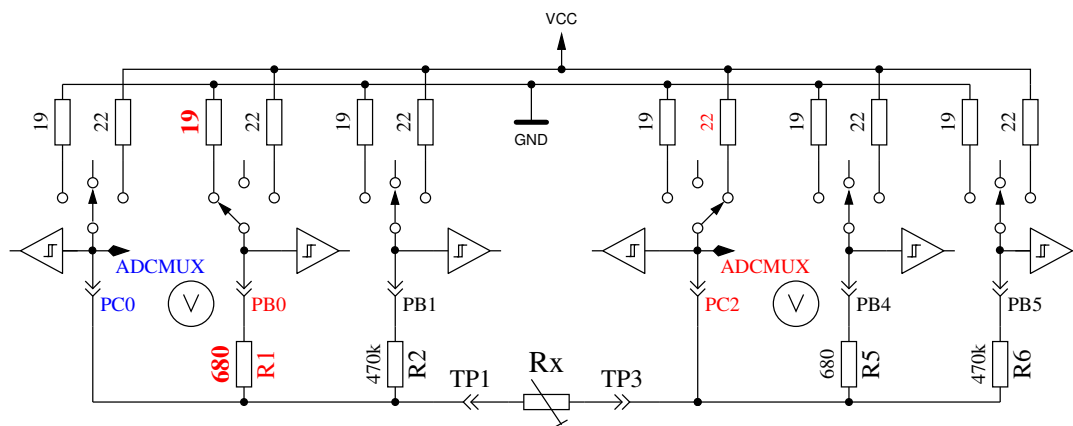 VCC
19
22
19
22
19
22
GND
19
22
19
22
19
22
ADCMUX
ADCMUX
PC0
V
PB0
PB1
PC2
V
PB4
PB5
680
R1
470k
R2
680
R5
470k
R6
TP1
Rx
TP3